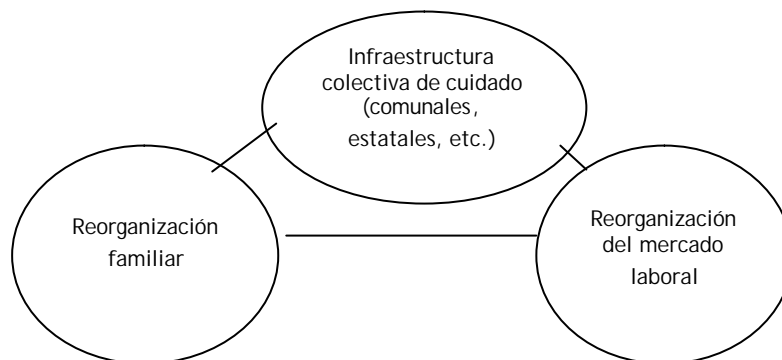 Infraestructura
colectiva de cuidado
(comunales,
estatales, etc.)
Reorganización
familiar
Reorganización
del mercado
laboral